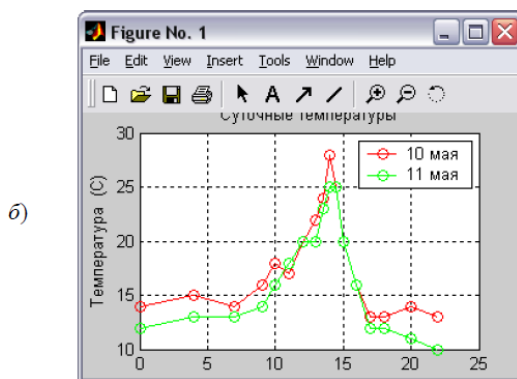 Figure No. 1
File Edit View Insert Tools Window Help
A
Суточные температуры
б)
Температура (C)
10 мая
11 мая
30
25
20
15
10
0 5 10 15 20 25